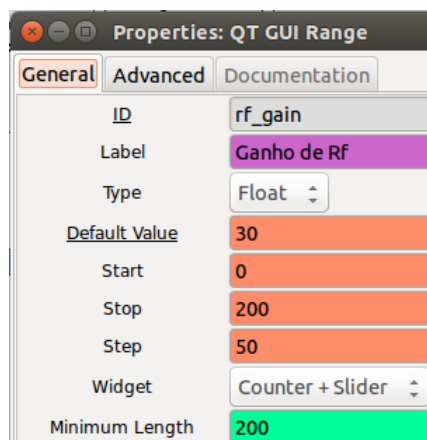 Properties: QT GUI Range
General Advanced Documentation
ID rf_gain
Label Ganho de Rf
Type Float
Default Value 30
Start 0
Stop 200
Step 50
Widget Counter + Slider
Minimum Length 200